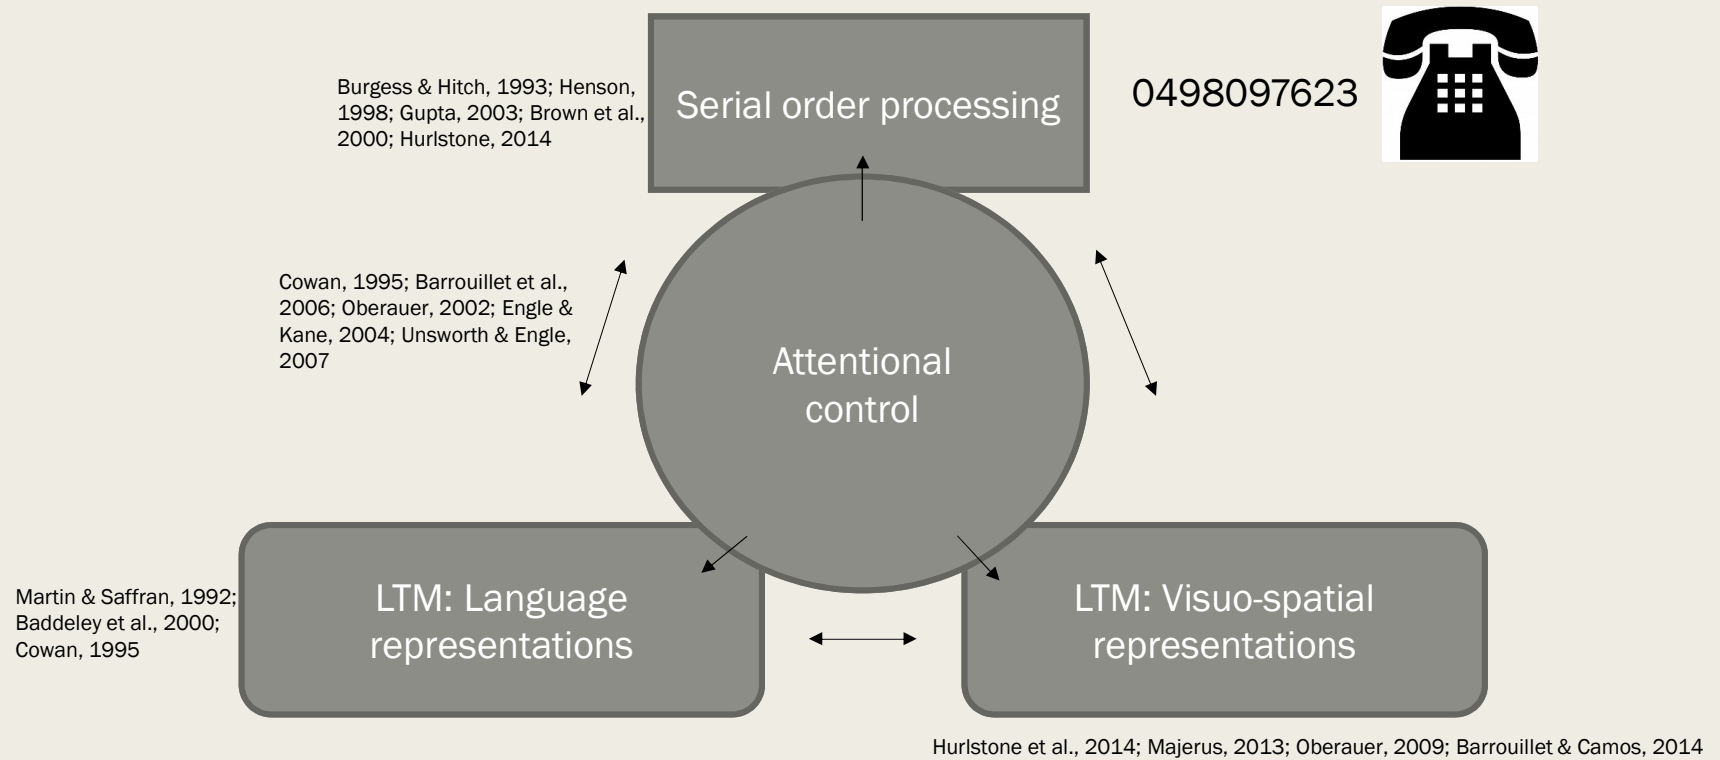 Burgess & Hitch, 1993; Henson,
1998; Gupta, 2003; Brown et al.,
2000; Hurlstone, 2014
Serial order processing
0498097623
Cowan, 1995; Barrouillet et al.,
2006; Oberauer, 2002; Engle &
Kane, 2004; Unsworth & Engle,
2007
Attentional
control
Martin & Saffran, 1992;
Baddeley et al., 2000;
Cowan, 1995
LTM: Language
representations
LTM: Visuo-spatial
representations
Hurlstone et al., 2014; Majerus, 2013; Oberauer, 2009; Barrouillet & Camos, 2014